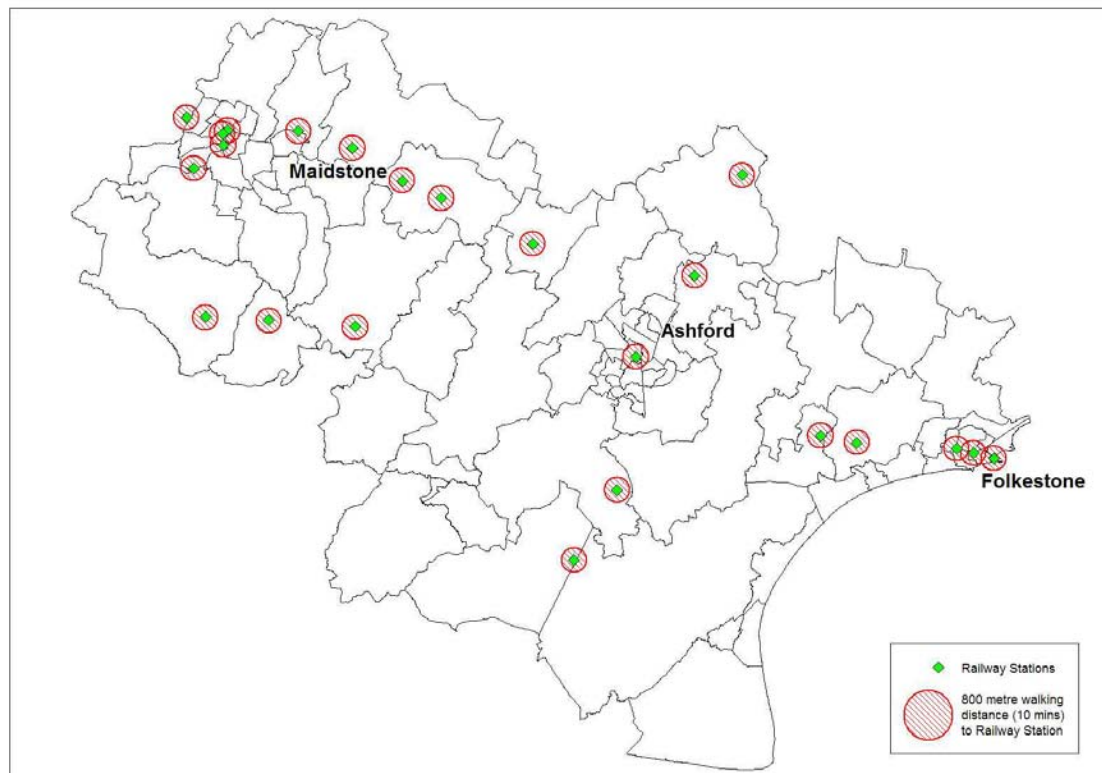 Maidstone
Ashford
Folkestone
Railway Stations
800 metre walking
distance (10 mins)
to Railway Station